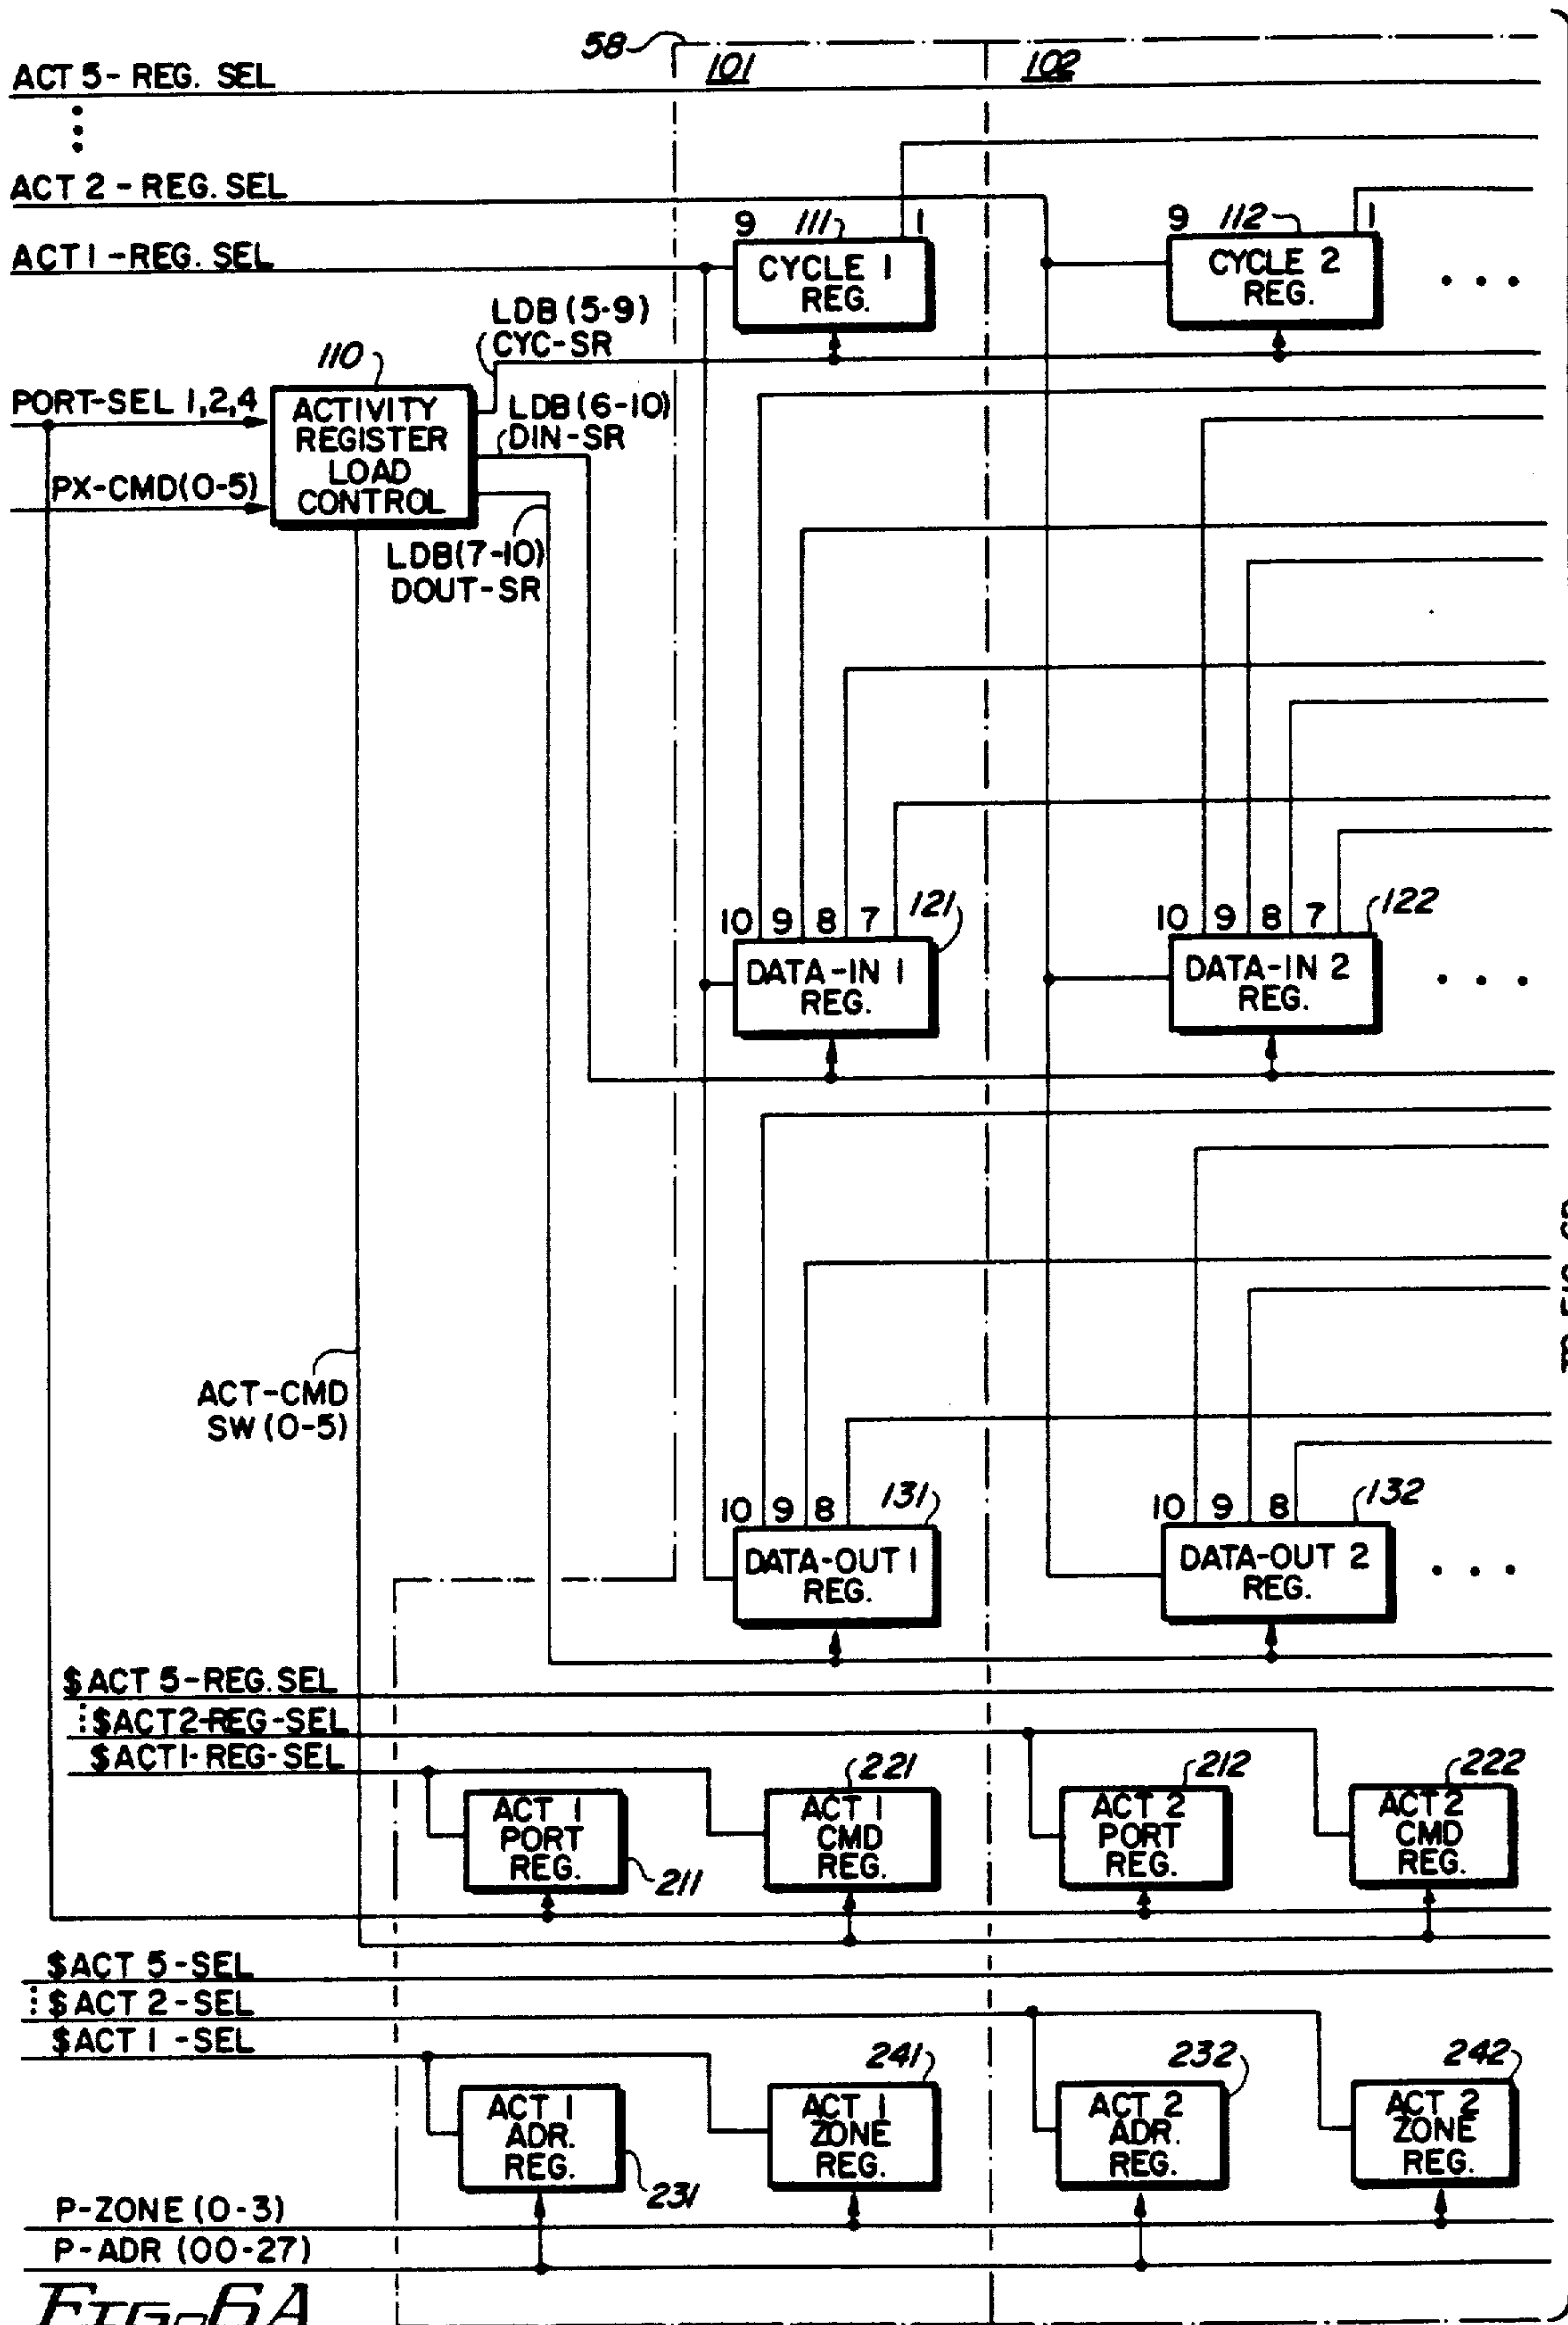 58
101
102
ACT 5 - REG. SEL
ACT 2 - REG. SEL
ACT 1 - REG. SEL
9
111
1
CYCLE 1
REG.
9
112
1
CYCLE 2
REG.
. . .
LDB (5-9)
CYC-SR
110
PORT-SEL 1,2,4
PX-CMD(0-5)
ACTIVITY
REGISTER
LOAD
CONTROL
LDB(6-10)
DIN-SR
LDB(7-10)
DOUT-SR
10 9 8 7
121
DATA-IN 1
REG.
10 9 8 7
122
DATA-IN 2
REG.
. . .
ACT-CMD
SW (0-5)
10 9 8
131
DATA-OUT 1
REG.
10 9 8
132
DATA-OUT 2
REG.
. . .
$ACT 5-REG. SEL
$ACT2-REG-SEL
$ACT1-REG-SEL
ACT 1
PORT
REG.
211
221
ACT 1
CMD
REG.
212
ACT 2
PORT
REG.
222
ACT 2
CMD
REG.
$ACT 5-SEL
$ACT 2-SEL
$ACT 1-SEL
ACT 1
ADR.
REG.
231
241
ACT 1
ZONE
REG.
232
ACT 2
ADR.
REG.
242
ACT 2
ZONE
REG.
P-ZONE (0-3)
P-ADR (00-27)
FIG. 6A